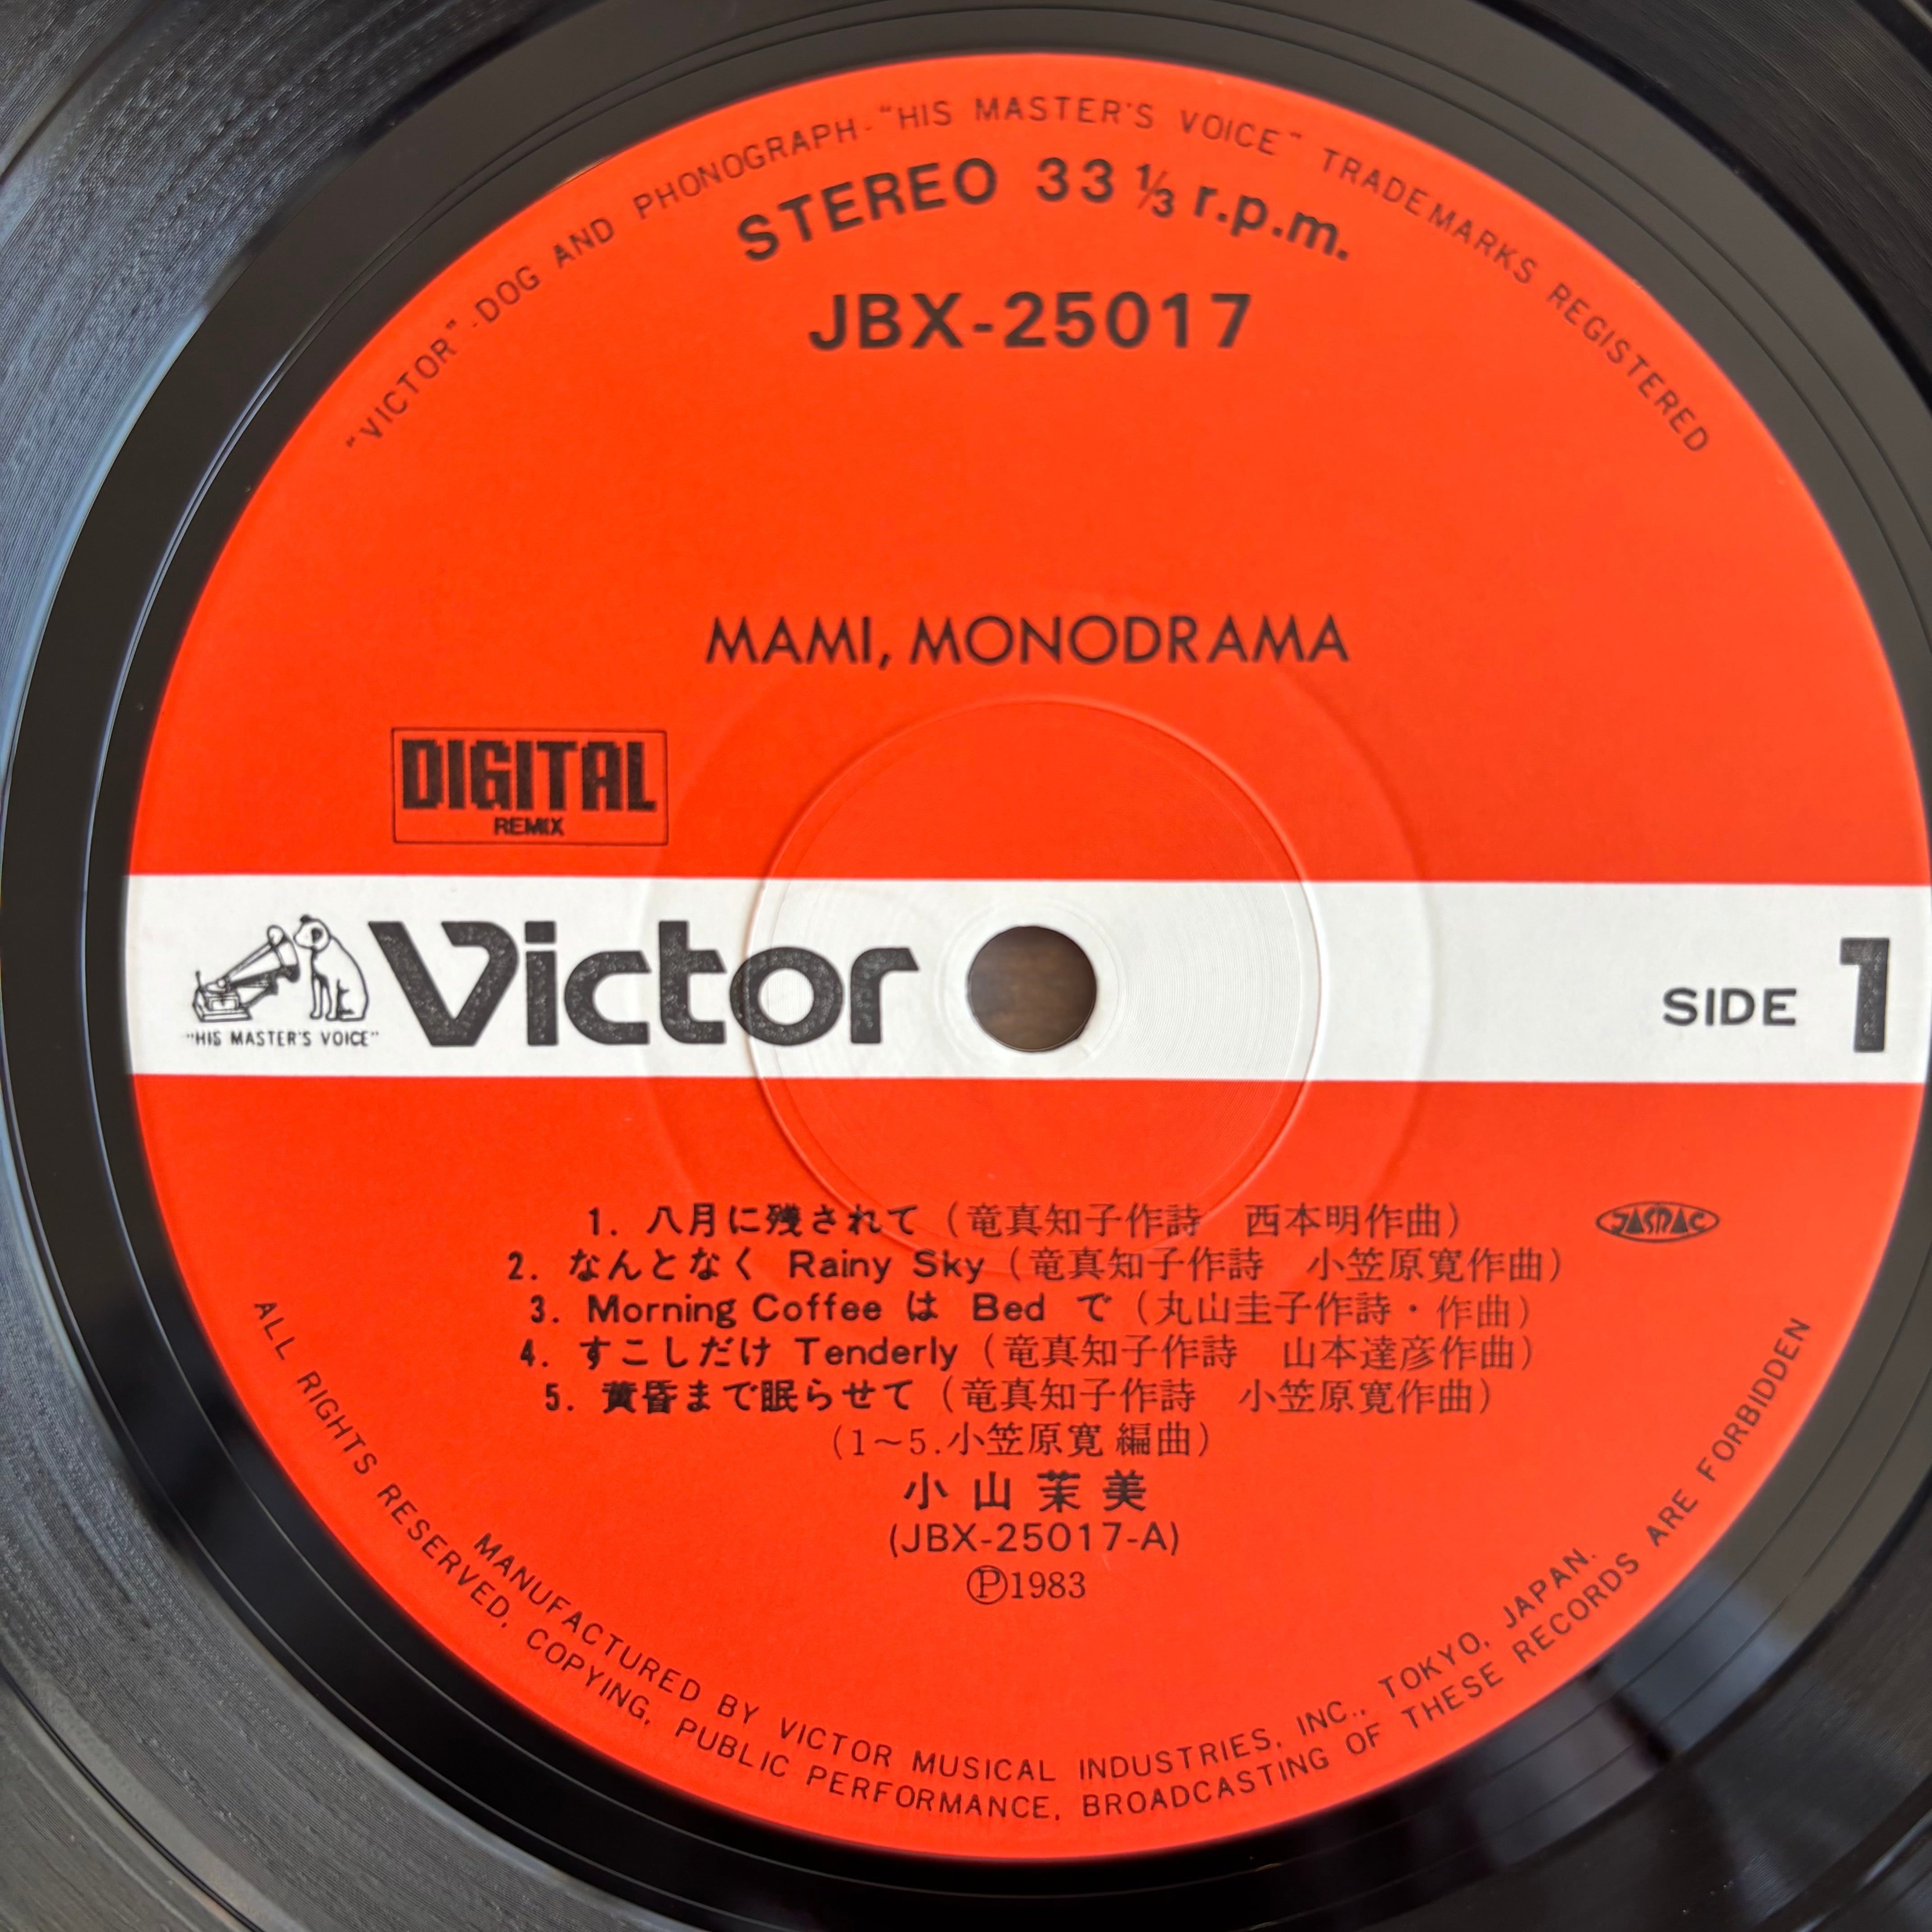 "VICTOR"-DOG AND PHONOGRAPH-"HIS MASTER'S VOICE" TRADEMARKS REGISTERED
STEREO 33 ⅓ r.p.m.
JBX-25017
MAMI, MONODRAMA
DIGITAL
REMIX
Victor
"HIS MASTER'S VOICE"
SIDE 1
1. 八月に残されて（竜真知子作詩　西本明作曲）
JASRAC
2. なんとなく Rainy Sky（竜真知子作詩　小笠原寛作曲）
3. Morning Coffee は Bed で（丸山圭子作詩・作曲）
4. すこしだけ Tenderly（竜真知子作詩　山本達彦作曲）
5. 黄昏まで眠らせて（竜真知子作詩　小笠原寛作曲）
(1～5.小笠原寛 編曲)
小山茉美
(JBX-25017-A)
Ⓟ1983
MANUFACTURED BY VICTOR MUSICAL INDUSTRIES, INC., TOKYO, JAPAN.
ALL RIGHTS RESERVED, COPYING, PUBLIC PERFORMANCE, BROADCASTING OF THESE RECORDS ARE FORBIDDEN